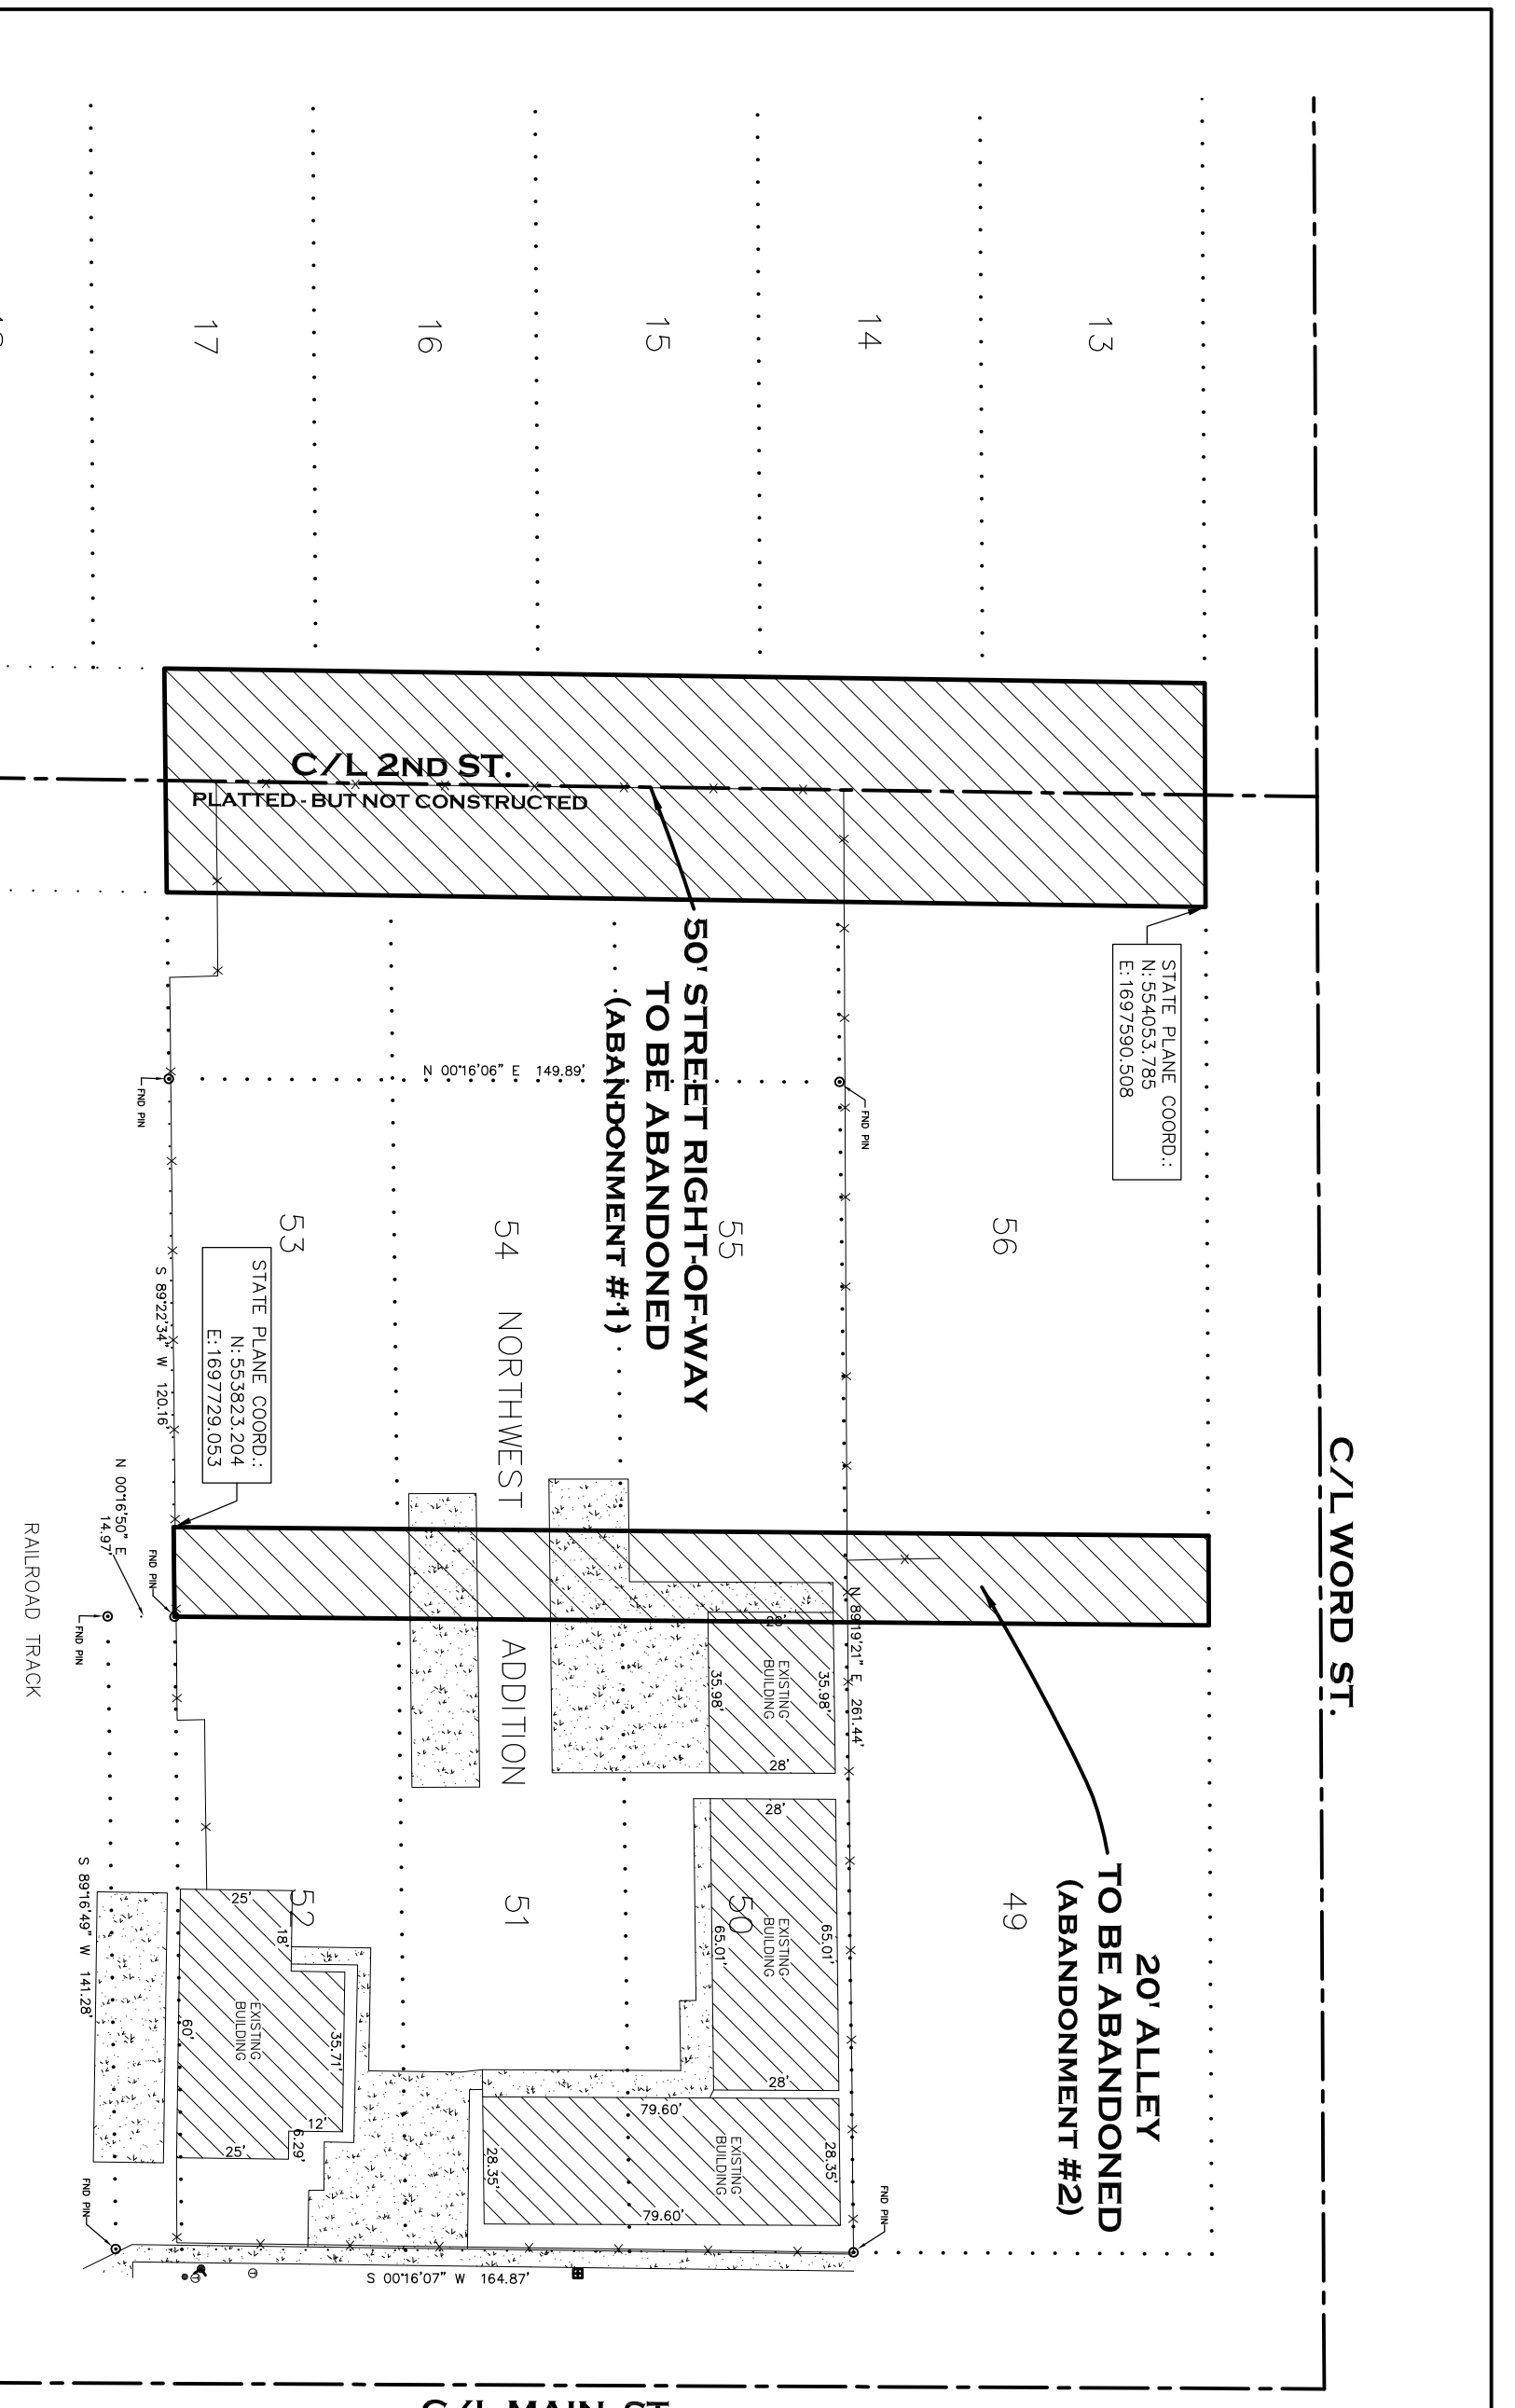 C/L WORD ST.
13
14
15
16
17
C/L 2ND ST.
PLATTED - BUT NOT CONSTRUCTED
STATE PLANE COORD.:
N:554053.785
E:1697590.508
50' STREET RIGHT-OF-WAY
TO BE ABANDONED
(ABANDONMENT #1)
N 00°16'06" E 149.89'
FND PIN
FND PIN
56
55
54
53
NORTHWEST
ADDITION
STATE PLANE COORD.:
N:553823.204
E:1697729.053
S 89°22'34" W 120.16'
N 00°16'50" E
14.97'
FND PIN
FND PIN
RAILROAD TRACK
N 89°19'21" E 261.44'
28'
35.98'
EXISTING
BUILDING
35.98'
28'
20' ALLEY
TO BE ABANDONED
(ABANDONMENT #2)
49
50
51
52
28'
65.01'
EXISTING
BUILDING
65.01'
28'
79.60'
28.35'
EXISTING
BUILDING
28.35'
79.60'
25'
18'
35.71'
EXISTING
BUILDING
60'
12'
6.29'
25'
S 89°16'49" W 141.28'
FND PIN
FND PIN
S 00°16'07" W 164.87'
C/L MAIN ST.